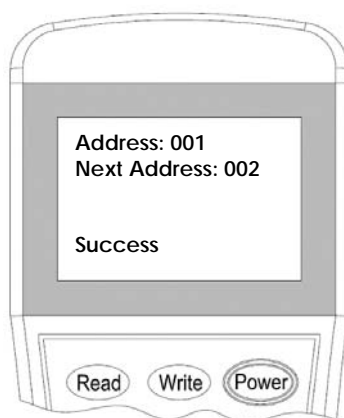 Address: 001
Next Address: 002
Success
Read Write Power